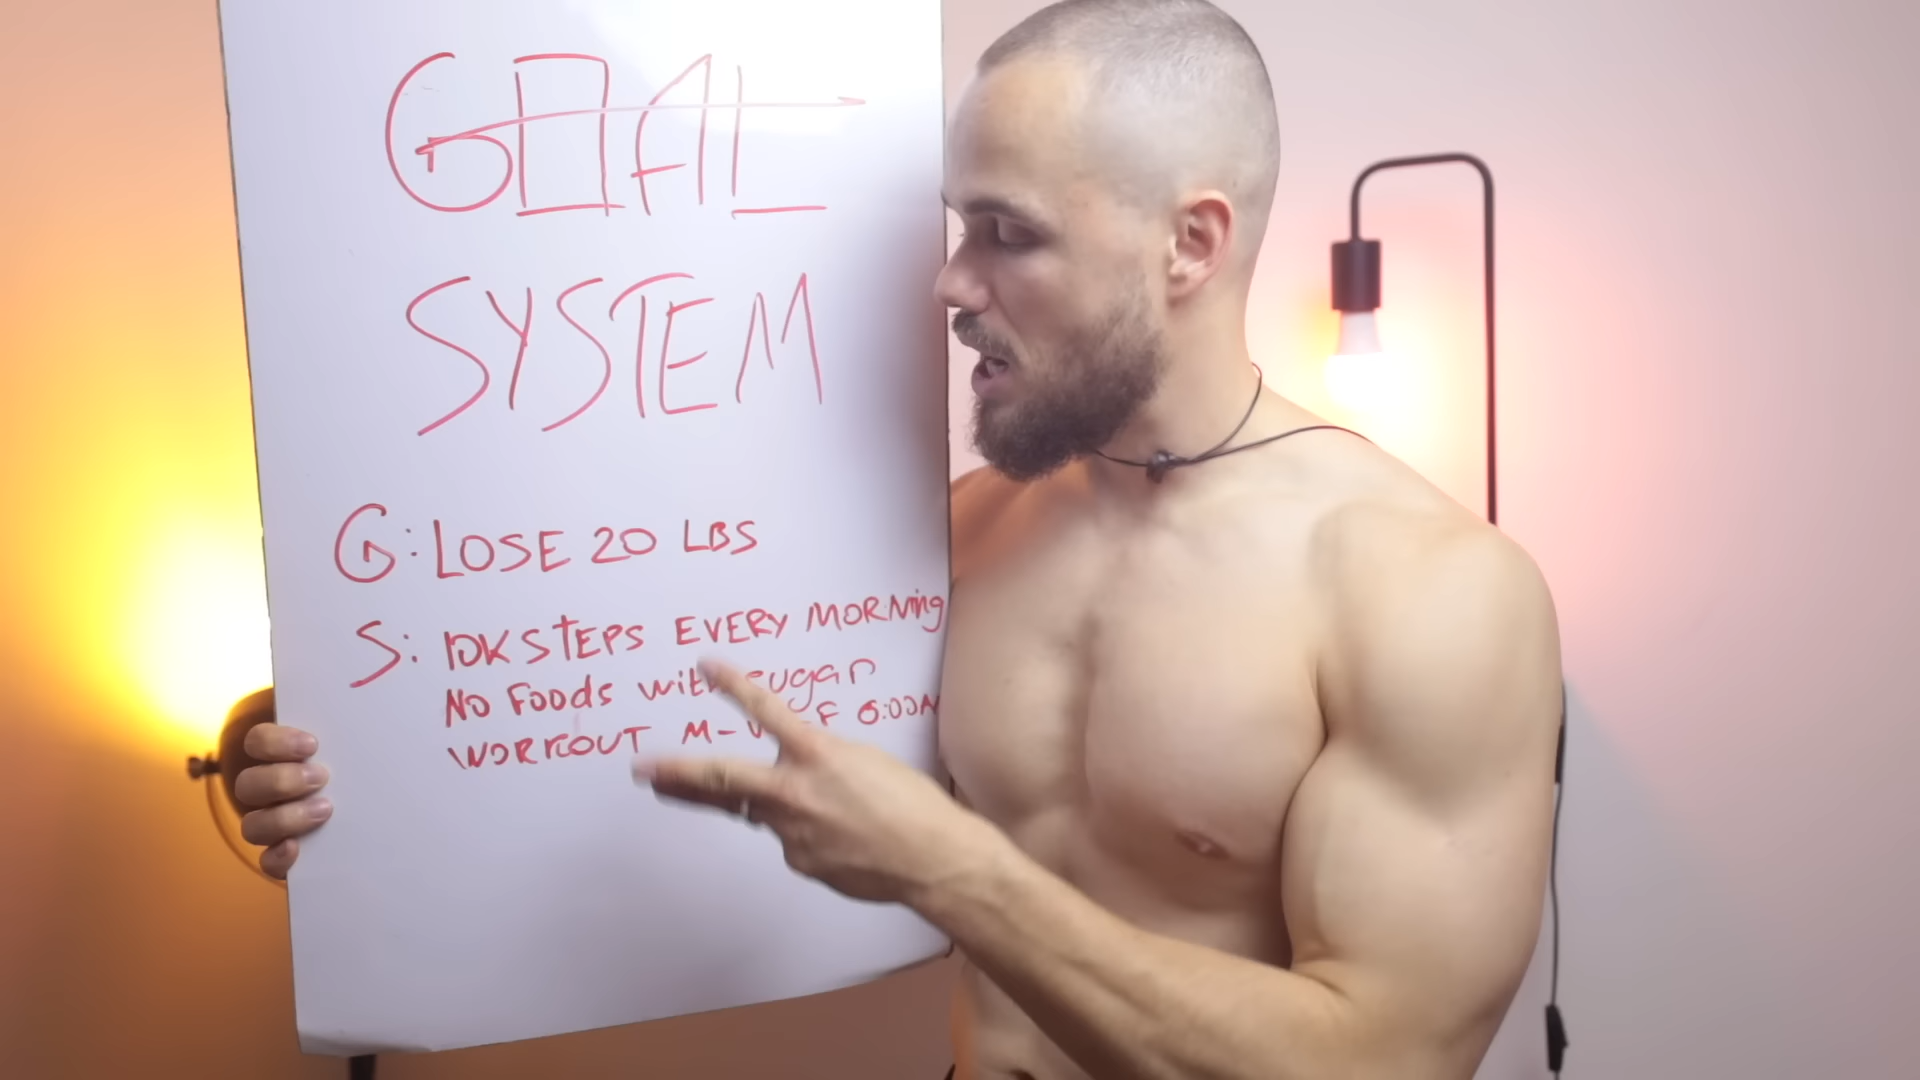 GOAL
SYSTEM
G: LOSE 20 LBS
S: 10K STEPS EVERY MORNing
NO Foods with sugar
WORKOUT M-